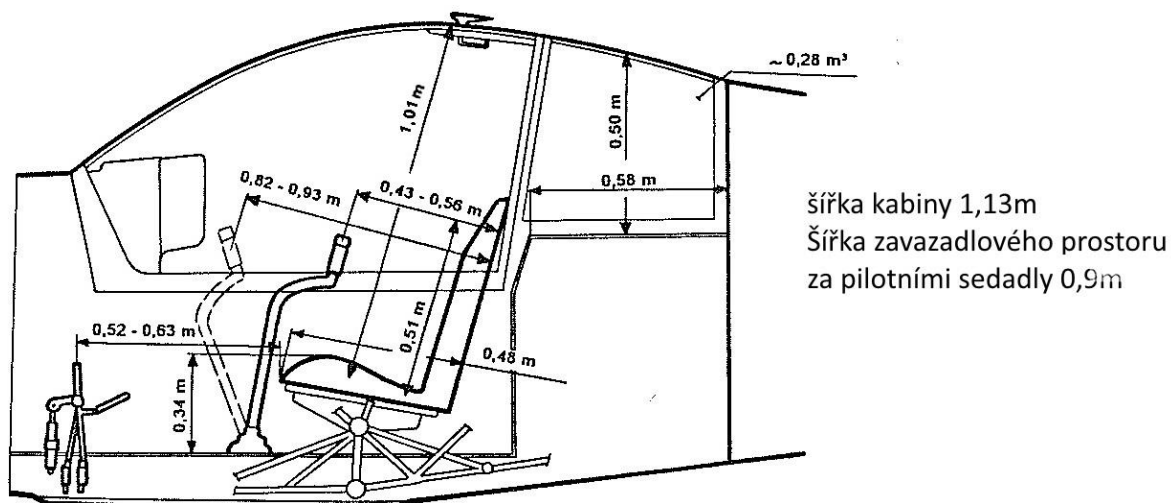 ~ 0,28 m³
1,01 m
0,50 m
0,82 - 0,93 m
0,43 - 0,56 m
0,58 m
šířka kabiny 1,13m
Šířka zavazadlového prostoru
za pilotními sedadly 0,9m
0,52 - 0,63 m
0,51 m
0,48 m
0,34 m